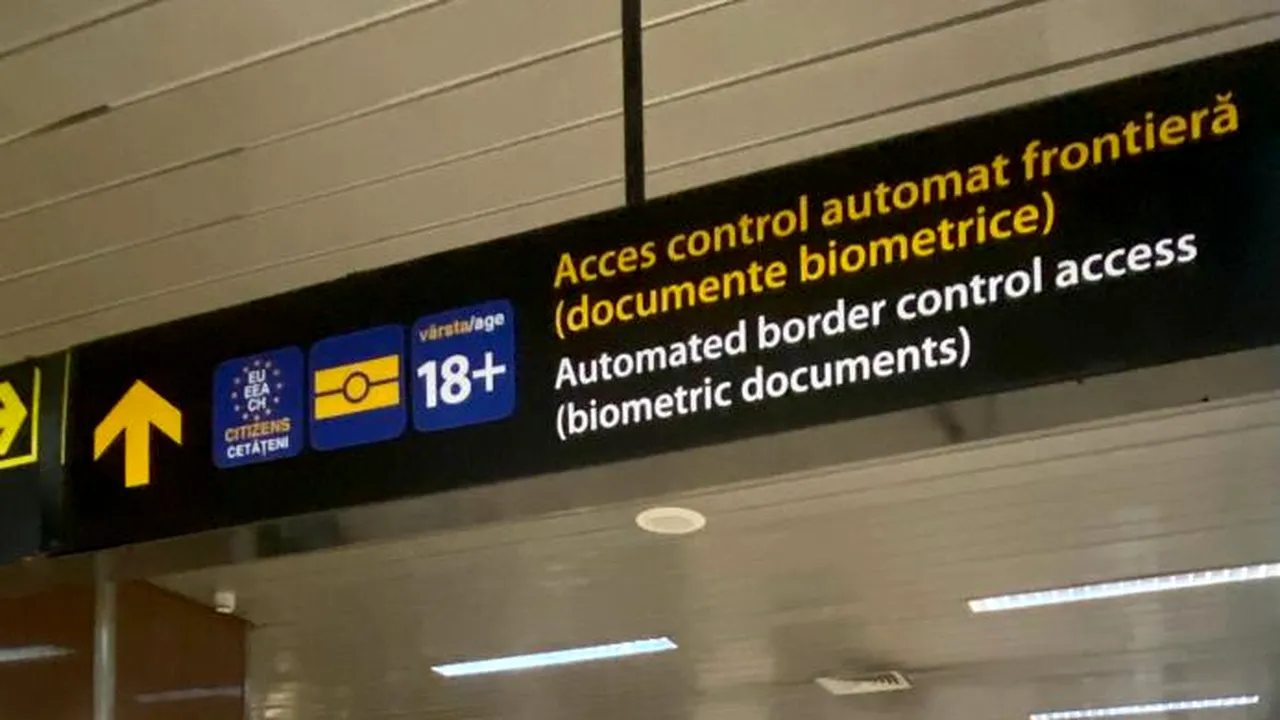 EU
EEA
CH
CITIZENS
CETĂȚENI
vârsta/age
18+
Acces control automat frontieră
(documente biometrice)
Automated border control access
(biometric documents)